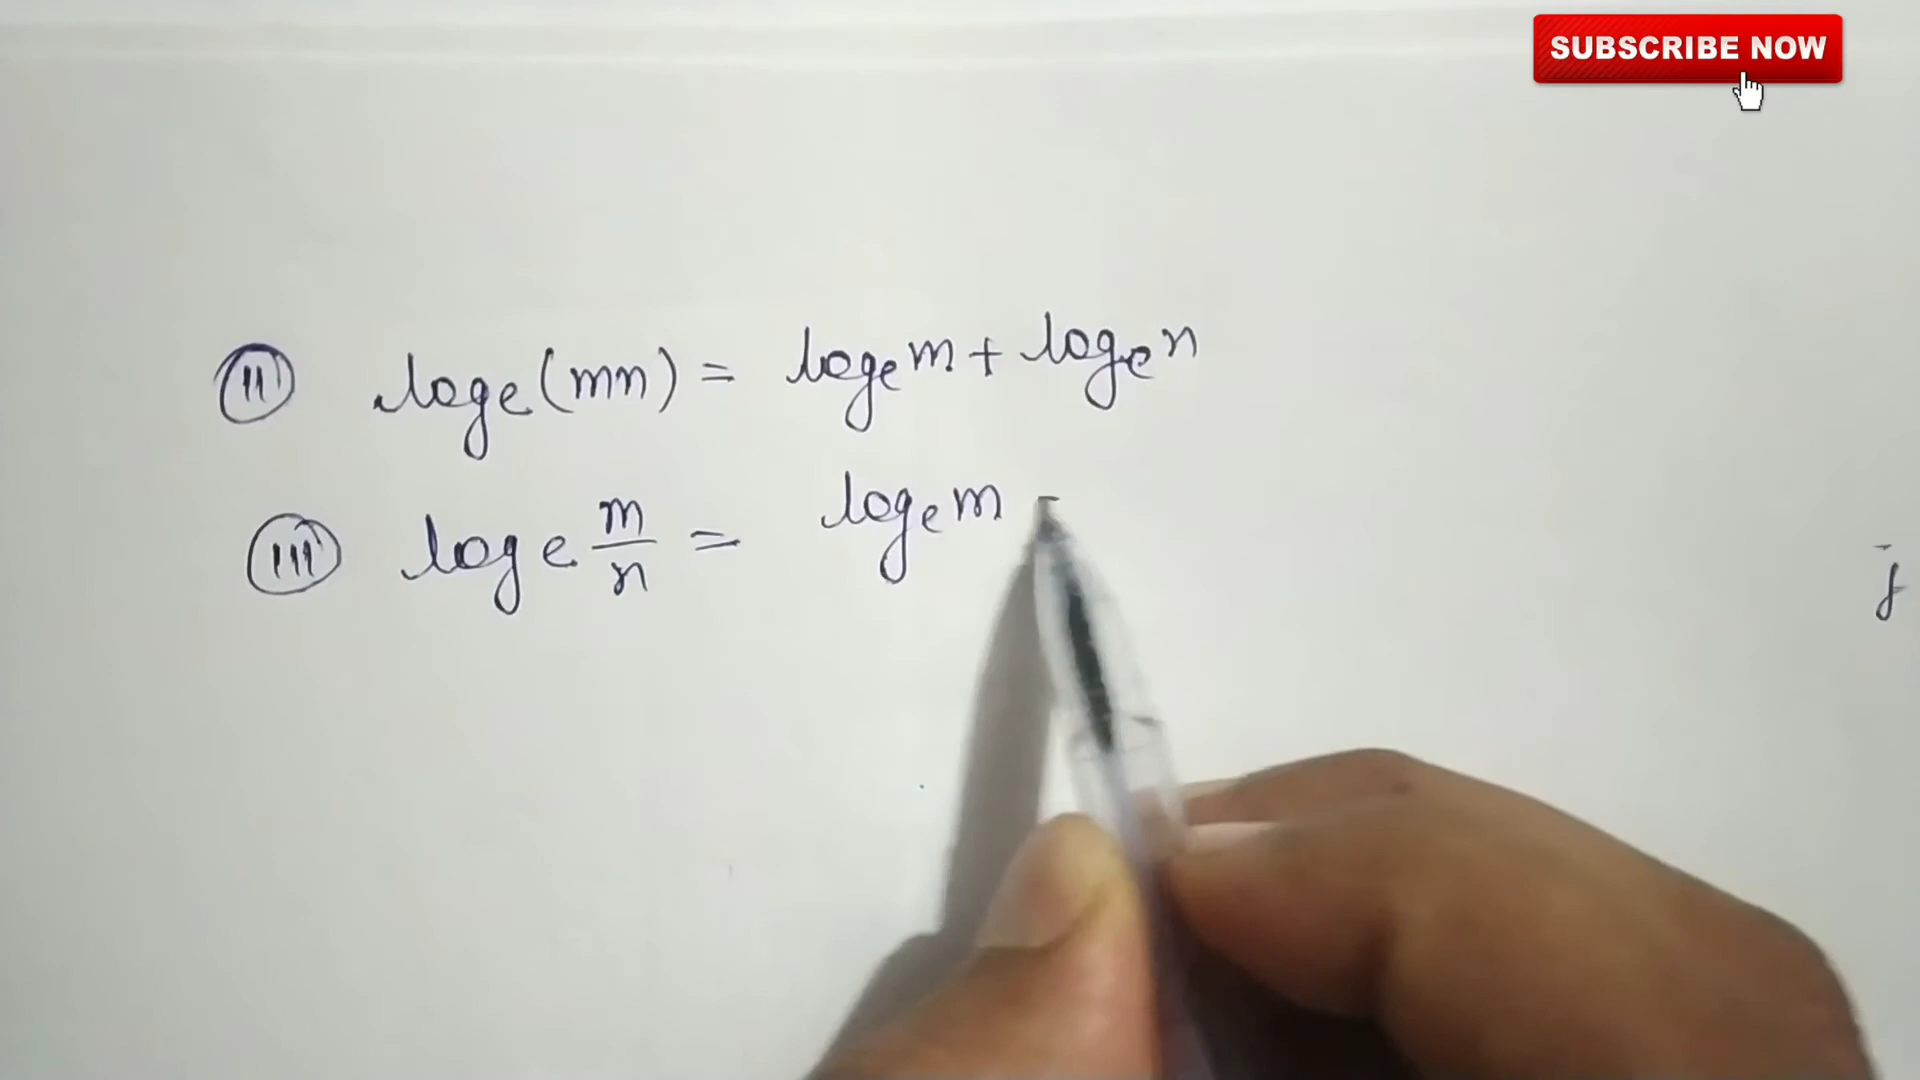 SUBSCRIBE NOW
(ii) logₑ(mn) = logₑm + logₑn
(iii) logₑ m/n = logₑm -